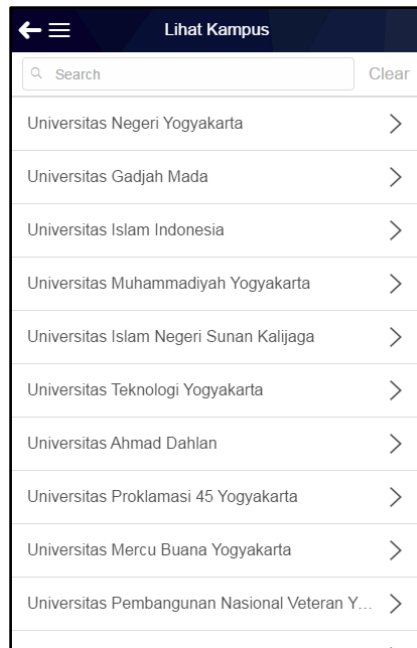 Lihat Kampus
Search Clear
Universitas Negeri Yogyakarta
Universitas Gadjah Mada
Universitas Islam Indonesia
Universitas Muhammadiyah Yogyakarta
Universitas Islam Negeri Sunan Kalijaga
Universitas Teknologi Yogyakarta
Universitas Ahmad Dahlan
Universitas Proklamasi 45 Yogyakarta
Universitas Mercu Buana Yogyakarta
Universitas Pembangunan Nasional Veteran Y...